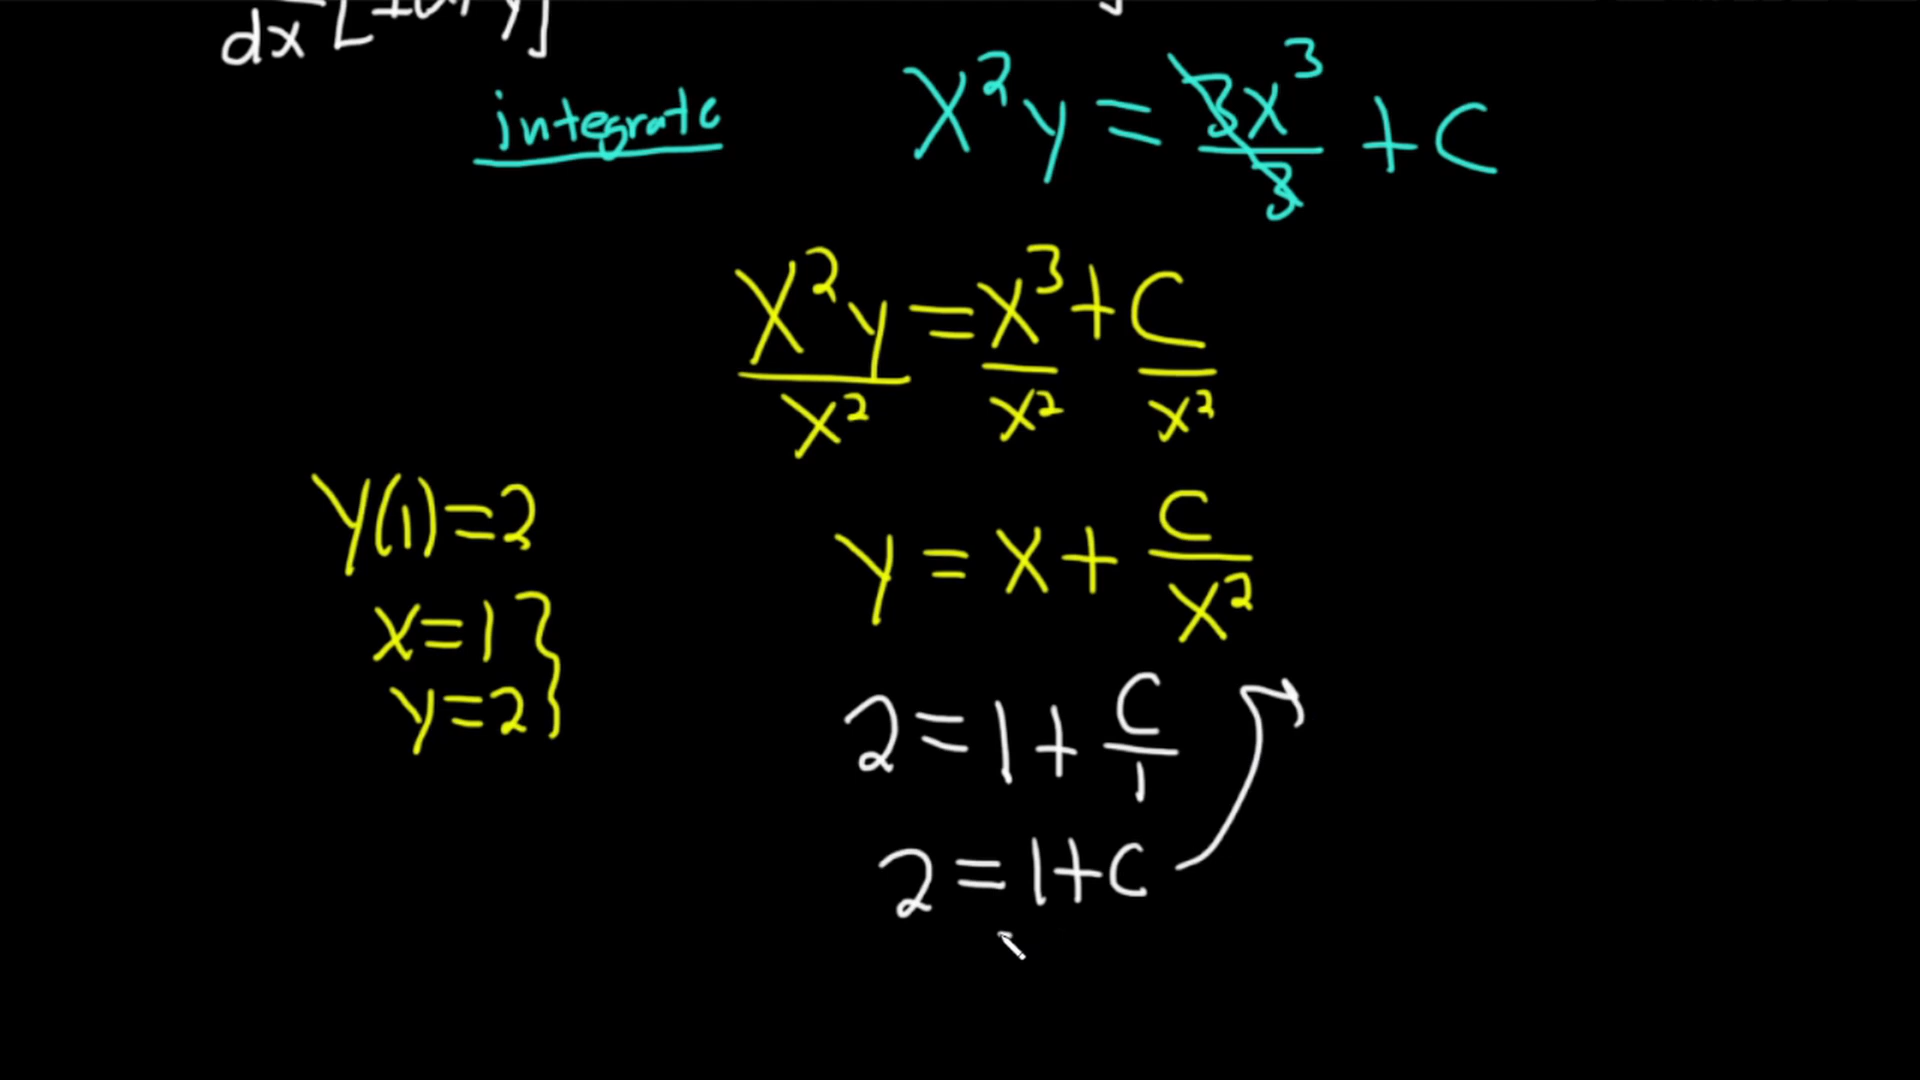 dx
integrate
x²y = 3x³/3 + C
x²y/x² = x³/x² + C/x²
y(1)=2
y = x + C/x²
x=1
y=2
2 = 1 + C/1
2 = 1+C